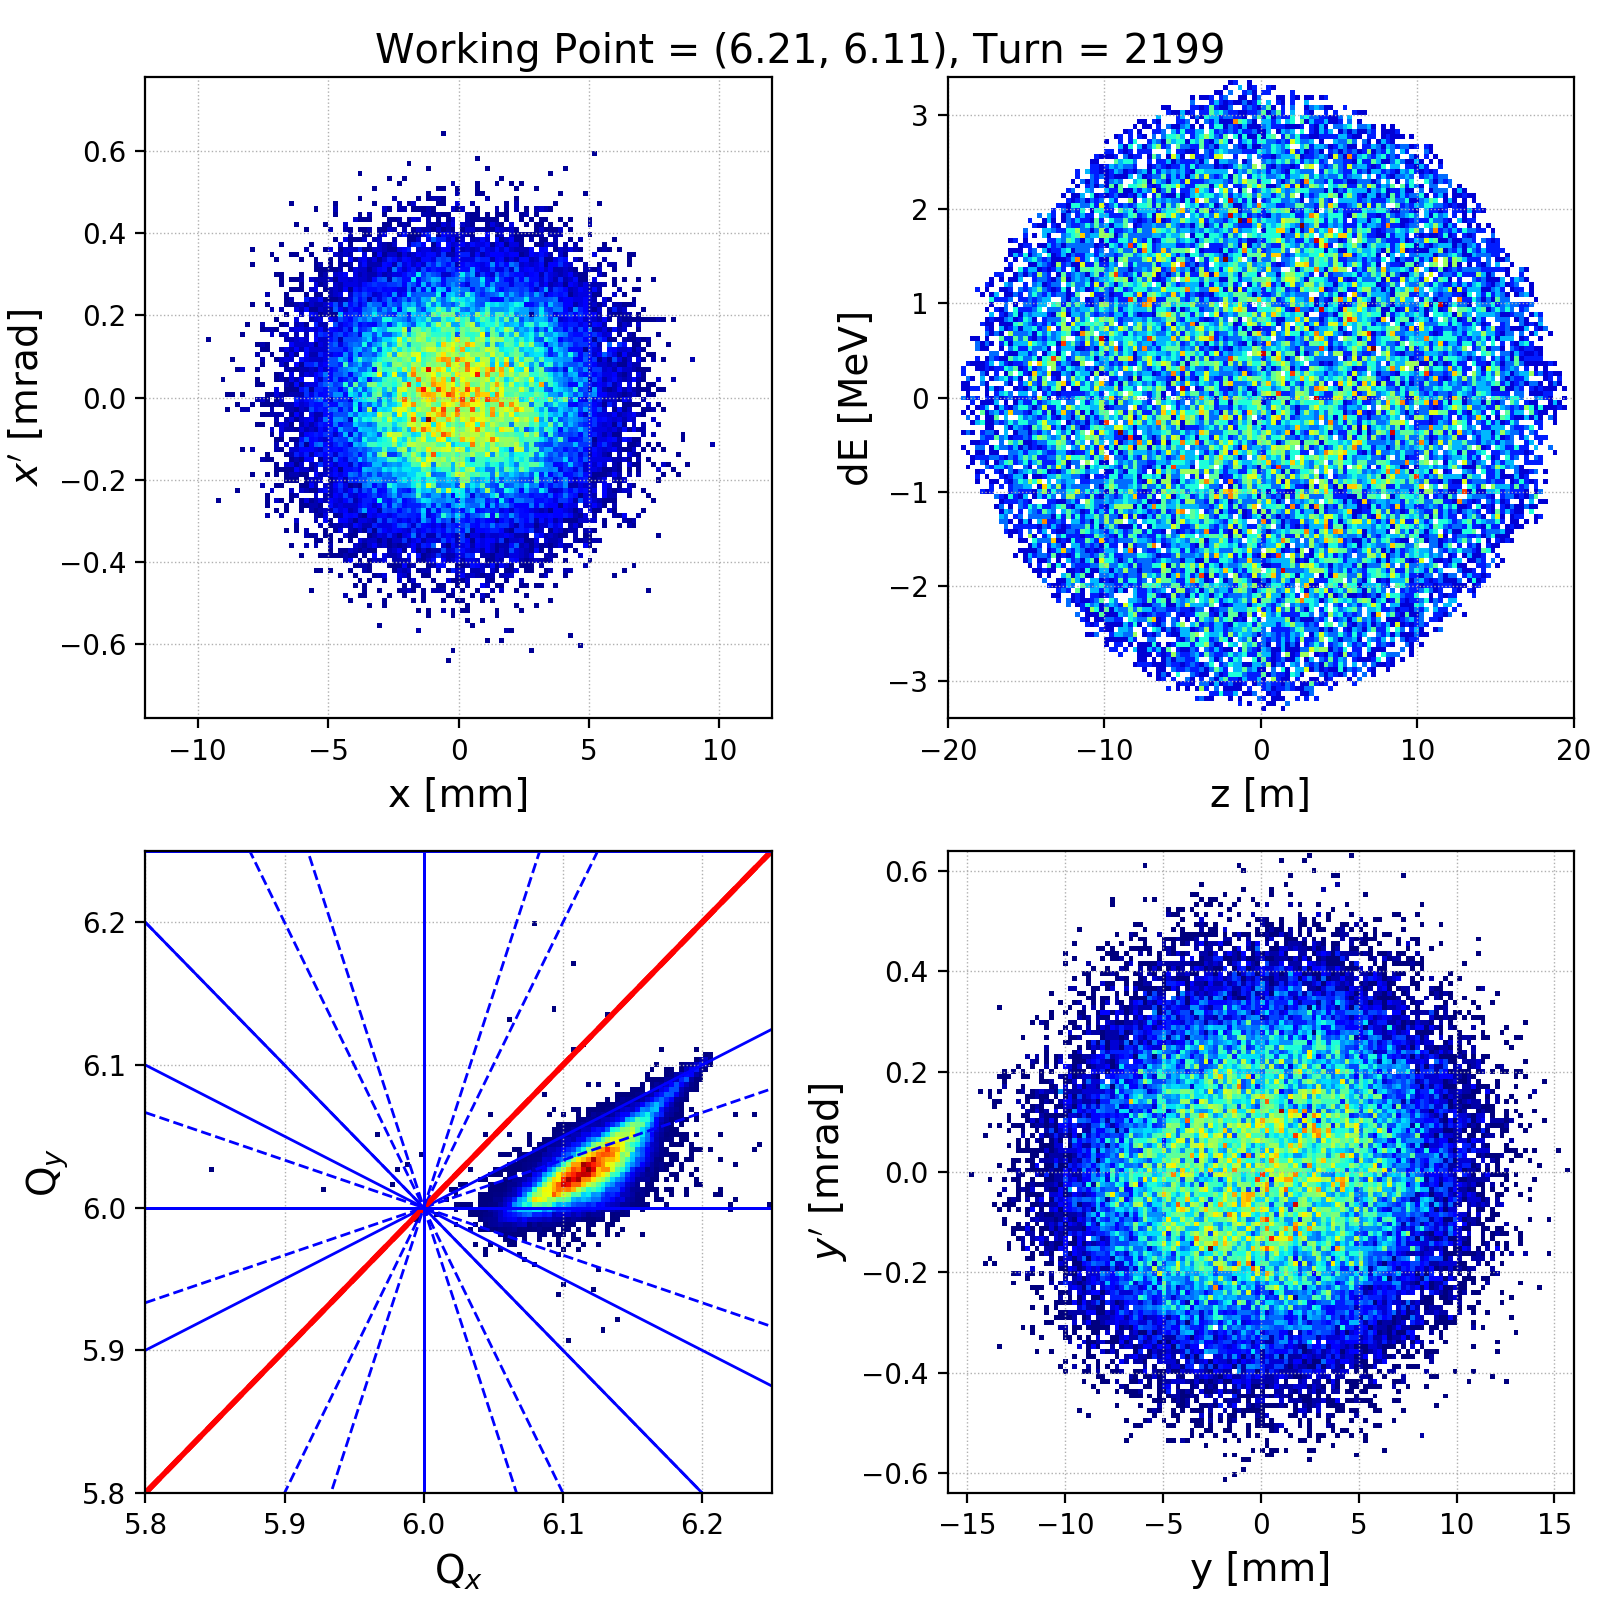 Working Point = (6.21, 6.11), Turn = 2199
0.6
0.4
0.2
0.0
−0.2
−0.4
−0.6
x′ [mrad]
−10 −5 0 5 10
x [mm]
3
2
1
0
−1
−2
−3
dE [MeV]
−20 −10 0 10 20
z [m]
6.2
6.1
6.0
5.9
5.8
Qy
5.8 5.9 6.0 6.1 6.2
Qx
0.6
0.4
0.2
0.0
−0.2
−0.4
−0.6
y′ [mrad]
−15 −10 −5 0 5 10 15
y [mm]